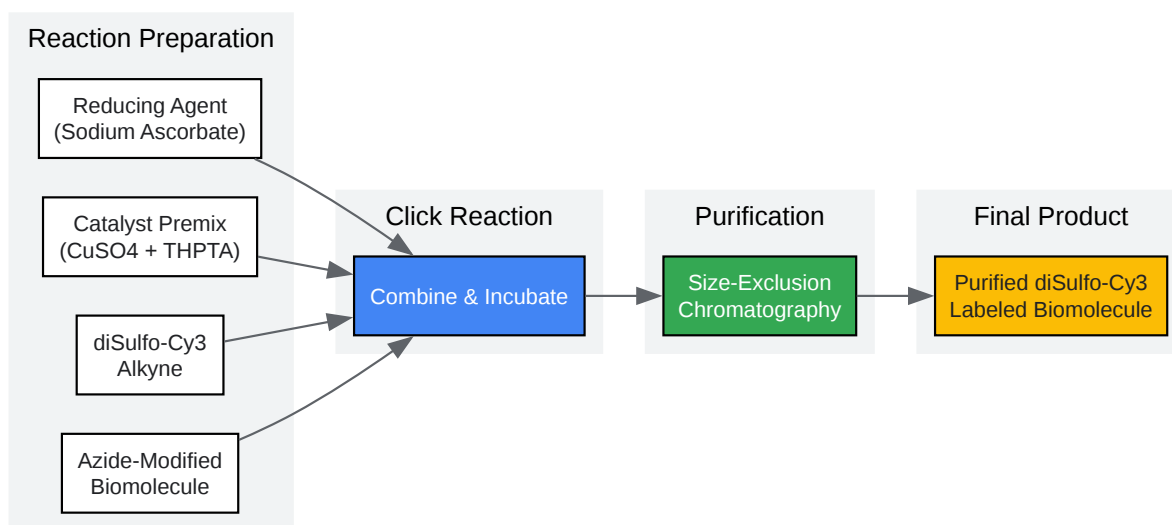 Reaction Preparation
Reducing Agent
(Sodium Ascorbate)
Catalyst Premix
(CuSO4 + THPTA)
diSulfo-Cy3
Alkyne
Azide-Modified
Biomolecule
Click Reaction
Combine & Incubate
Purification
Size-Exclusion
Chromatography
Final Product
Purified diSulfo-Cy3
Labeled Biomolecule